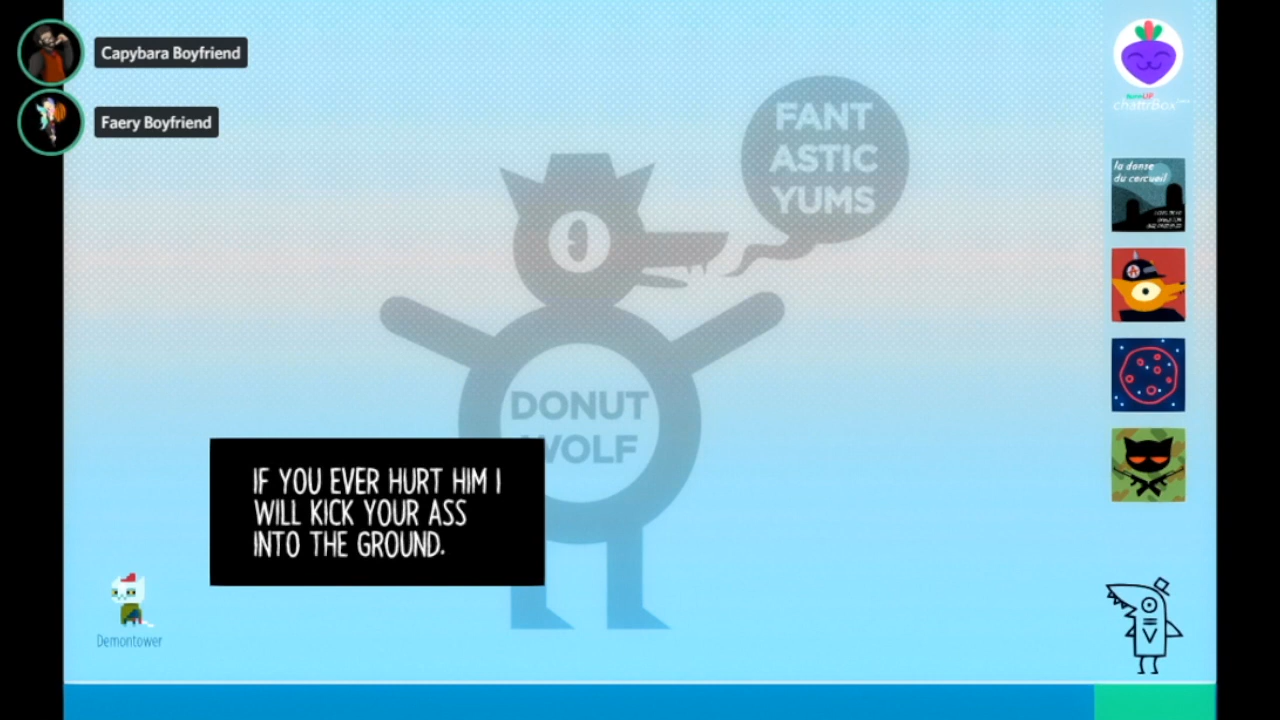 Capybara Boyfriend
Faery Boyfriend
FANT
ASTIC
YUMS
chattrBox
la danse
du cercueil
DONUT
WOLF
IF YOU EVER HURT HIM I
WILL KICK YOUR ASS
INTO THE GROUND.
Demontower